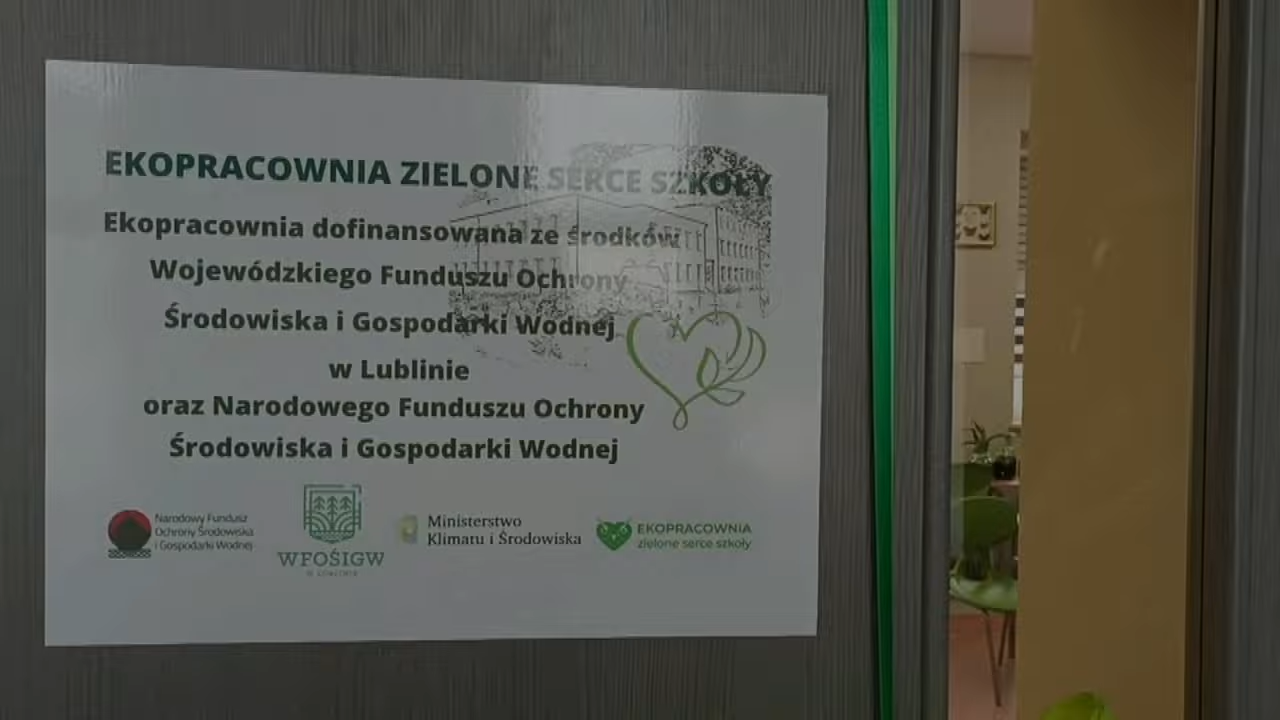 EKOPRACOWNIA ZIELONE SERCE SZKOŁY
Ekopracownia dofinansowana ze środków
Wojewódzkiego Funduszu Ochrony
Środowiska i Gospodarki Wodnej
w Lublinie
oraz Narodowego Funduszu Ochrony
Środowiska i Gospodarki Wodnej
Narodowy Fundusz
Ochrony Środowiska
i Gospodarki Wodnej
WFOŚIGW
W LUBLINIE
Ministerstwo
Klimatu i Środowiska
EKOPRACOWNIA
zielone serce szkoły